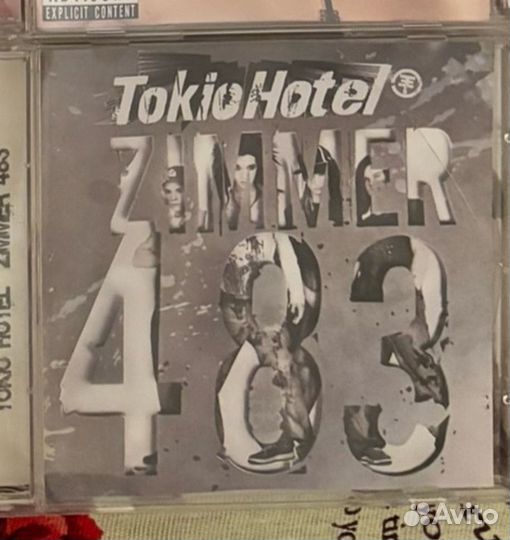 EXPLICIT CONTENT
Tokio Hotel
ZIMMER
483
TOKIO HOTEL ZIMMER 483
Avito